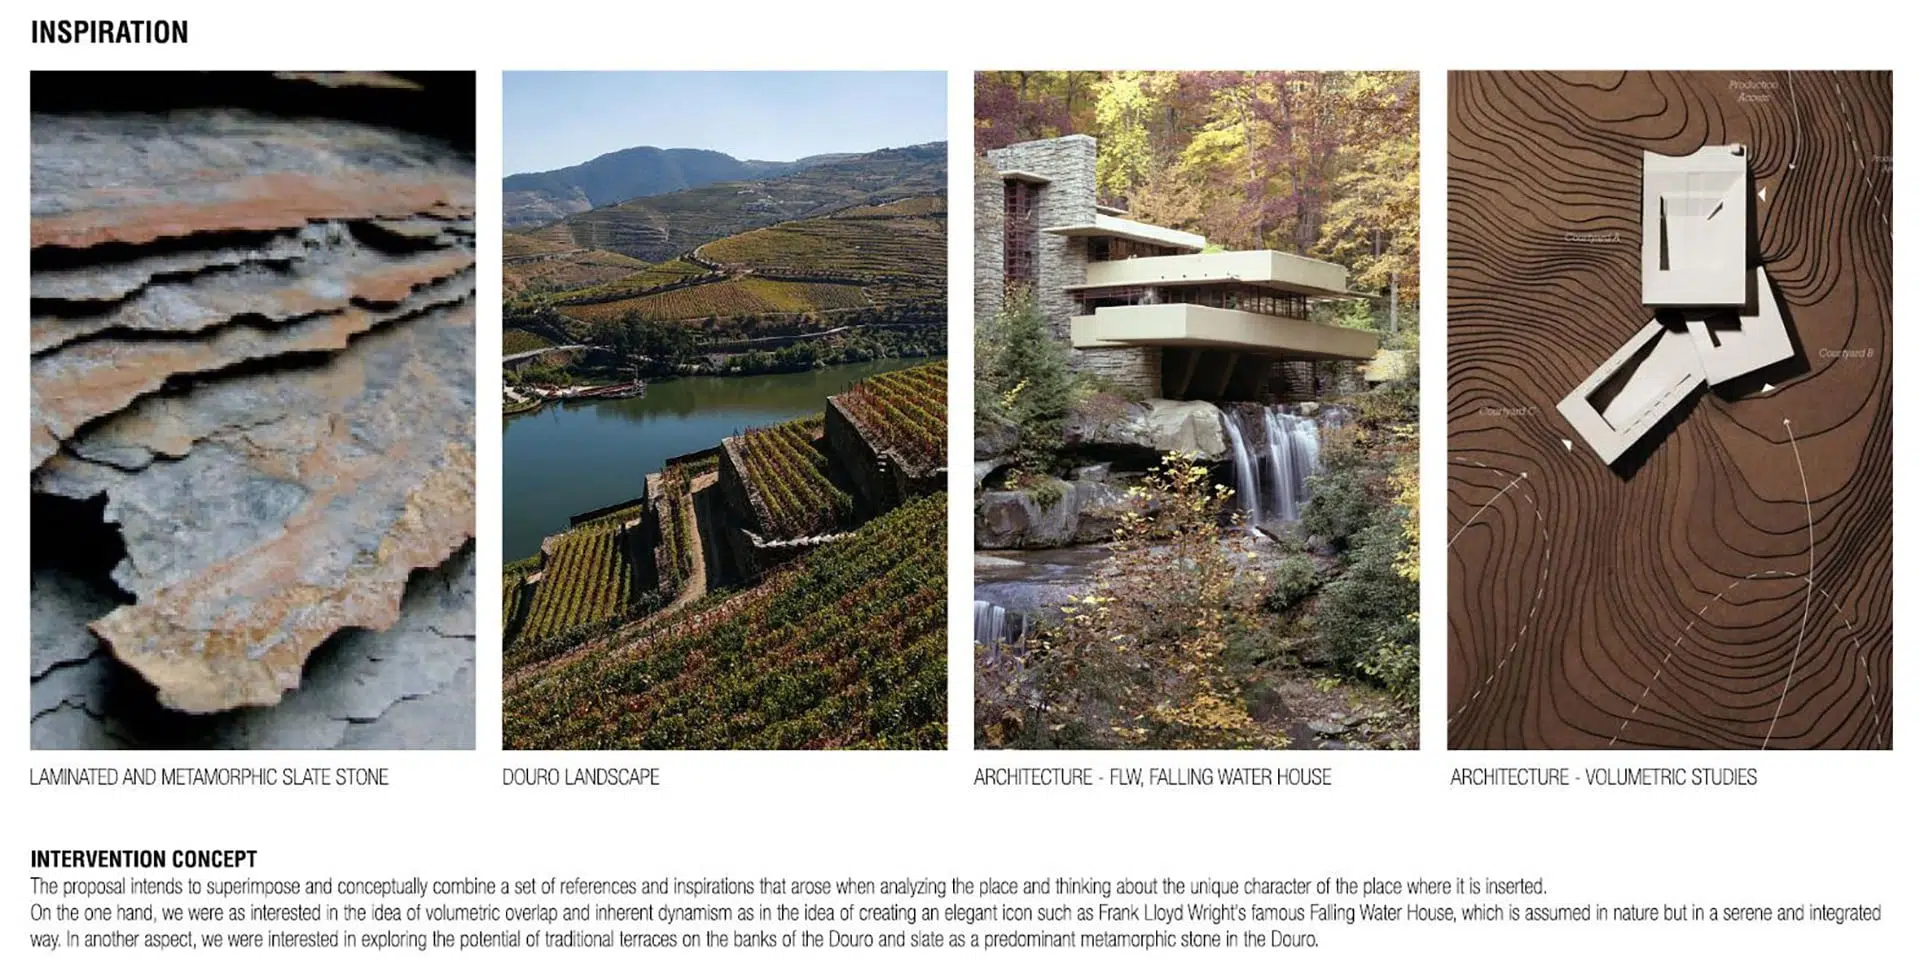 INSPIRATION
Production
Access
Courtyard A
Courtyard B
Courtyard C
LAMINATED AND METAMORPHIC SLATE STONE
DOURO LANDSCAPE
ARCHITECTURE - FLW, FALLING WATER HOUSE
ARCHITECTURE - VOLUMETRIC STUDIES
INTERVENTION CONCEPT
The proposal intends to superimpose and conceptually combine a set of references and inspirations that arose when analyzing the place and thinking about the unique character of the place where it is inserted.
On the one hand, we were as interested in the idea of volumetric overlap and inherent dynamism as in the idea of creating an elegant icon such as Frank Lloyd Wright's famous Falling Water House, which is assumed in nature but in a serene and integrated
way. In another aspect, we were interested in exploring the potential of traditional terraces on the banks of the Douro and slate as a predominant metamorphic stone in the Douro.